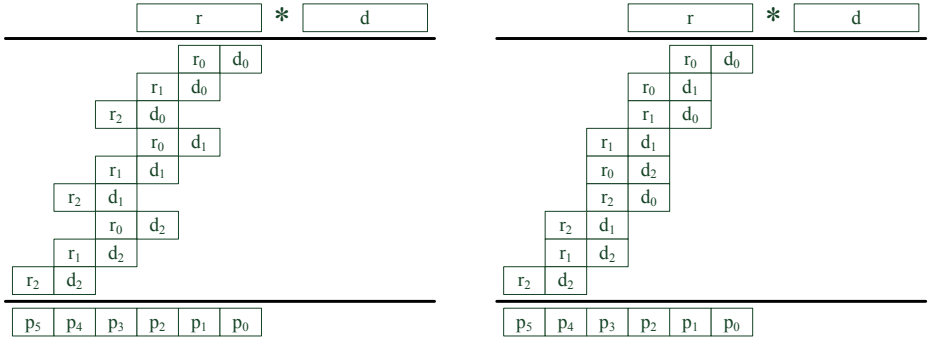 r * d
r₀ d₀
r₁ d₀
r₂ d₀
r₀ d₁
r₁ d₁
r₂ d₁
r₀ d₂
r₁ d₂
r₂ d₂
p₅ p₄ p₃ p₂ p₁ p₀
r * d
r₀ d₀
r₀ d₁
r₁ d₀
r₁ d₁
r₀ d₂
r₂ d₀
r₂ d₁
r₁ d₂
r₂ d₂
p₅ p₄ p₃ p₂ p₁ p₀